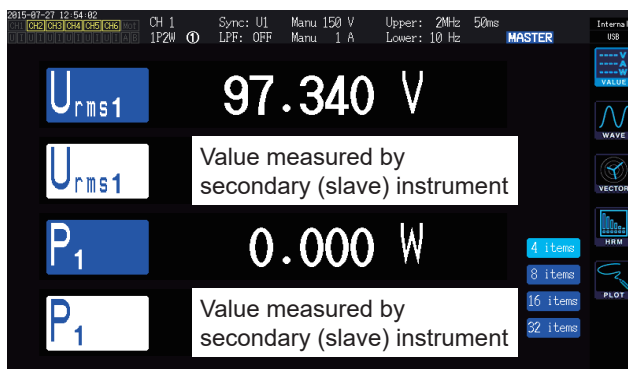 2015-07-27 12:54:02 CH 1 Sync: U1 Manu 150 V Upper: 2MHz 50ms Internal
CH1 CH2 CH3 CH4 CH5 CH6 Mot 1P2W ① LPF: OFF Manu 1 A Lower: 10 Hz MASTER USB
Urms1 97.340 V
VALUE
WAVE
Urms1 Value measured by
secondary (slave) instrument
VECTOR
P1 0.000 W
HRM
4 items
8 items
PLOT
P1 Value measured by
secondary (slave) instrument
16 items
32 items